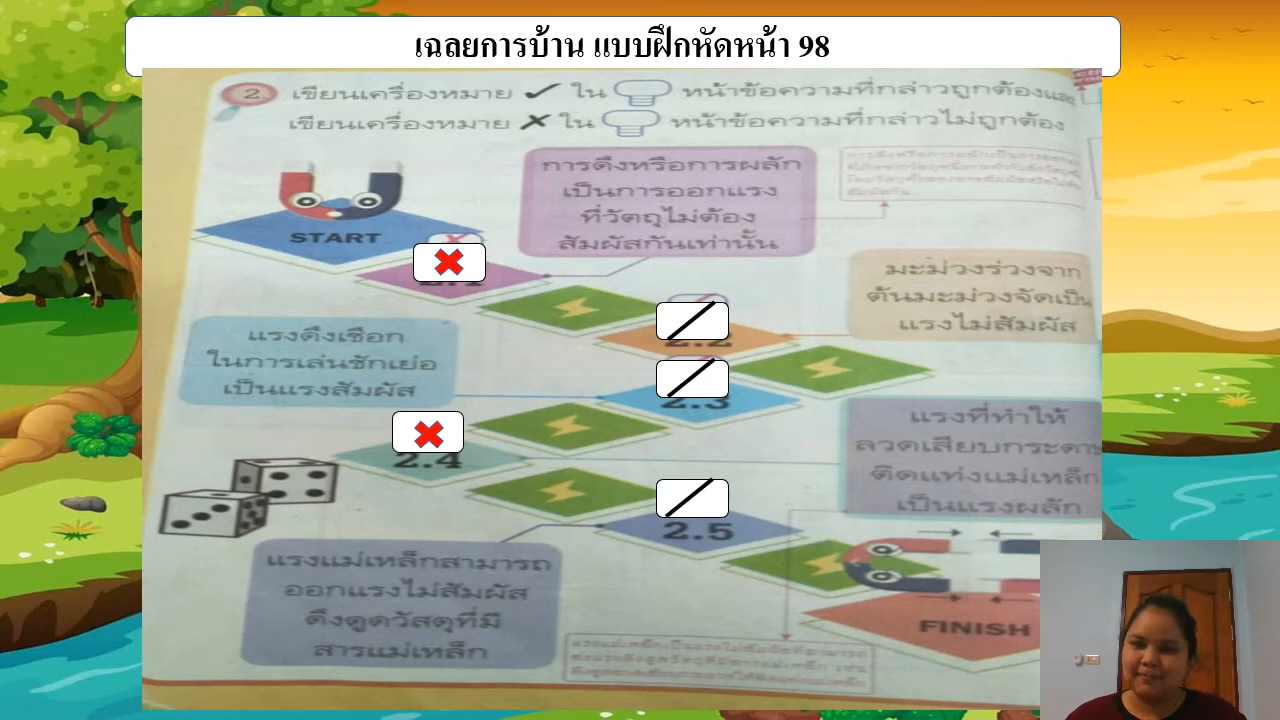 เฉลยการบ้าน แบบฝึกหัดหน้า 98
2. เขียนเครื่องหมาย ✓ ใน หน้าข้อความที่กล่าวถูกต้องและ
เขียนเครื่องหมาย ✗ ใน หน้าข้อความที่กล่าวไม่ถูกต้อง
START
การดึงหรือการผลัก
เป็นการออกแรง
ที่วัตถุไม่ต้อง
สัมผัสกันเท่านั้น
มะม่วงร่วงจาก
ต้นมะม่วงจัดเป็น
แรงไม่สัมผัส
2.2
แรงดึงเชือก
ในการเล่นชักเย่อ
เป็นแรงสัมผัส
2.3
แรงที่ทำให้
ลวดเสียบกระดาษ
ติดแท่งแม่เหล็ก
เป็นแรงผลัก
2.4
2.5
แรงแม่เหล็กสามารถ
ออกแรงไม่สัมผัส
ดึงดูดวัสดุที่มี
สารแม่เหล็ก
FINISH